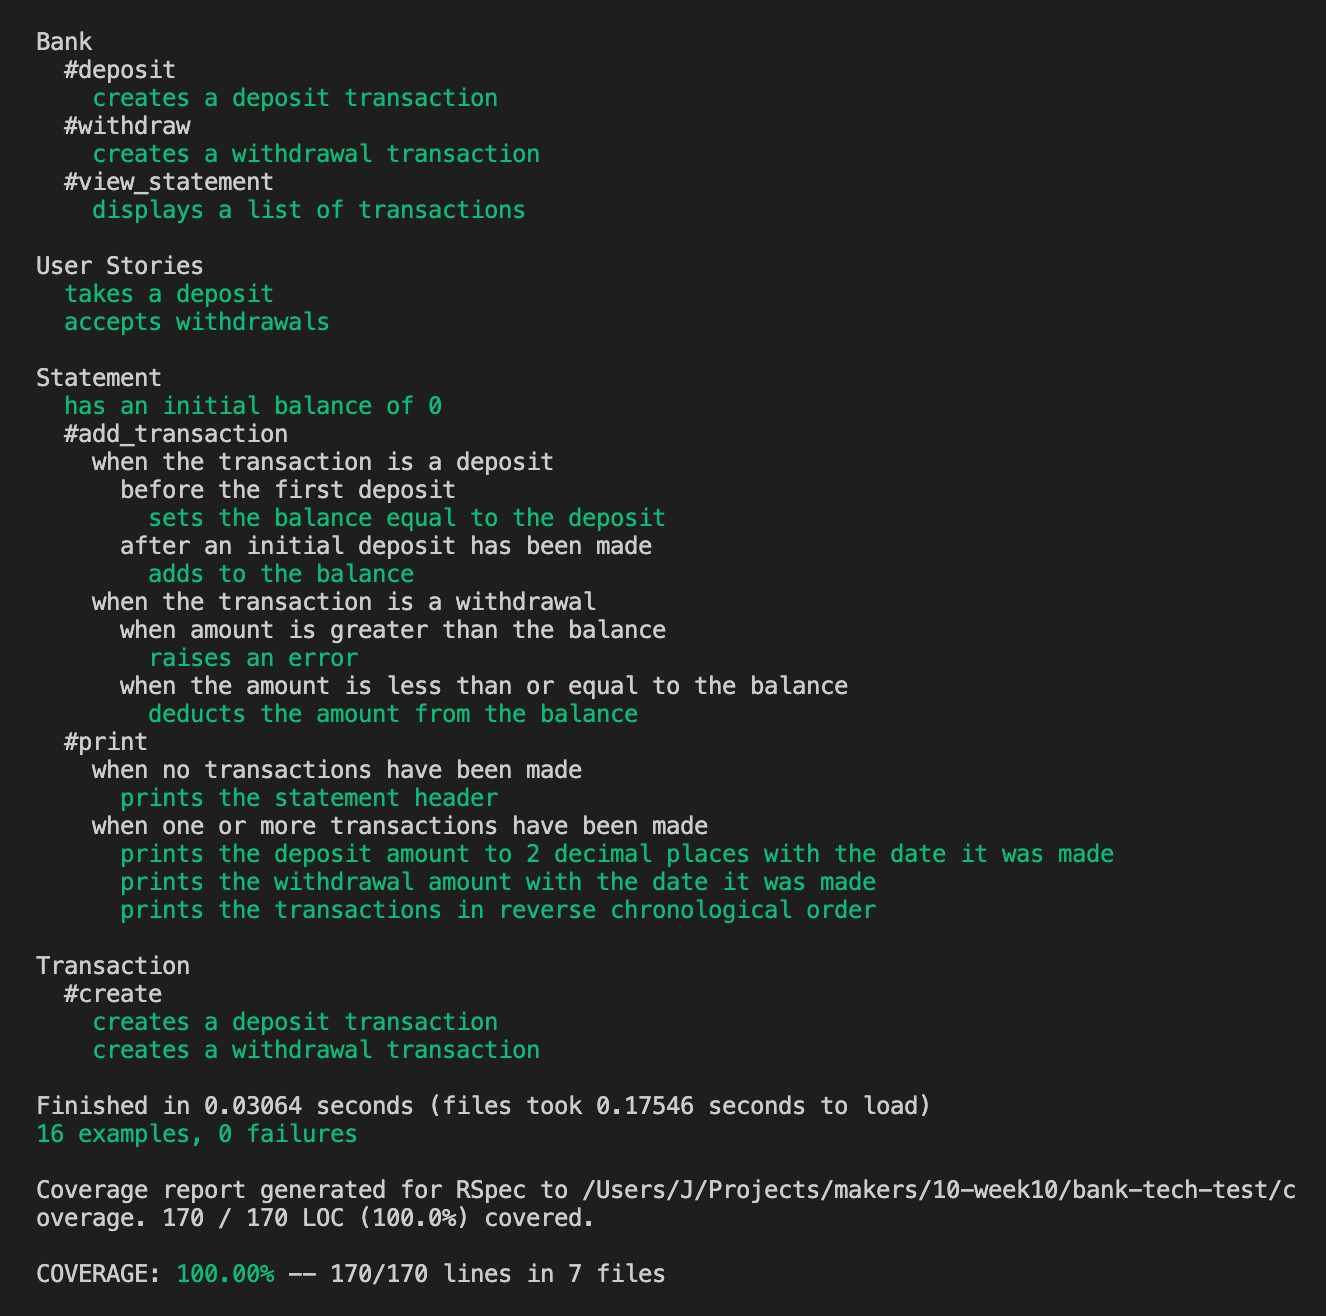 Bank
  #deposit
    creates a deposit transaction
  #withdraw
    creates a withdrawal transaction
  #view_statement
    displays a list of transactions

User Stories
  takes a deposit
  accepts withdrawals

Statement
  has an initial balance of 0
  #add_transaction
    when the transaction is a deposit
      before the first deposit
        sets the balance equal to the deposit
      after an initial deposit has been made
        adds to the balance
    when the transaction is a withdrawal
      when amount is greater than the balance
        raises an error
      when the amount is less than or equal to the balance
        deducts the amount from the balance
  #print
    when no transactions have been made
      prints the statement header
    when one or more transactions have been made
      prints the deposit amount to 2 decimal places with the date it was made
      prints the withdrawal amount with the date it was made
      prints the transactions in reverse chronological order

Transaction
  #create
    creates a deposit transaction
    creates a withdrawal transaction

Finished in 0.03064 seconds (files took 0.17546 seconds to load)
16 examples, 0 failures

Coverage report generated for RSpec to /Users/J/Projects/makers/10-week10/bank-tech-test/c
overage. 170 / 170 LOC (100.0%) covered.

COVERAGE: 100.00% -- 170/170 lines in 7 files